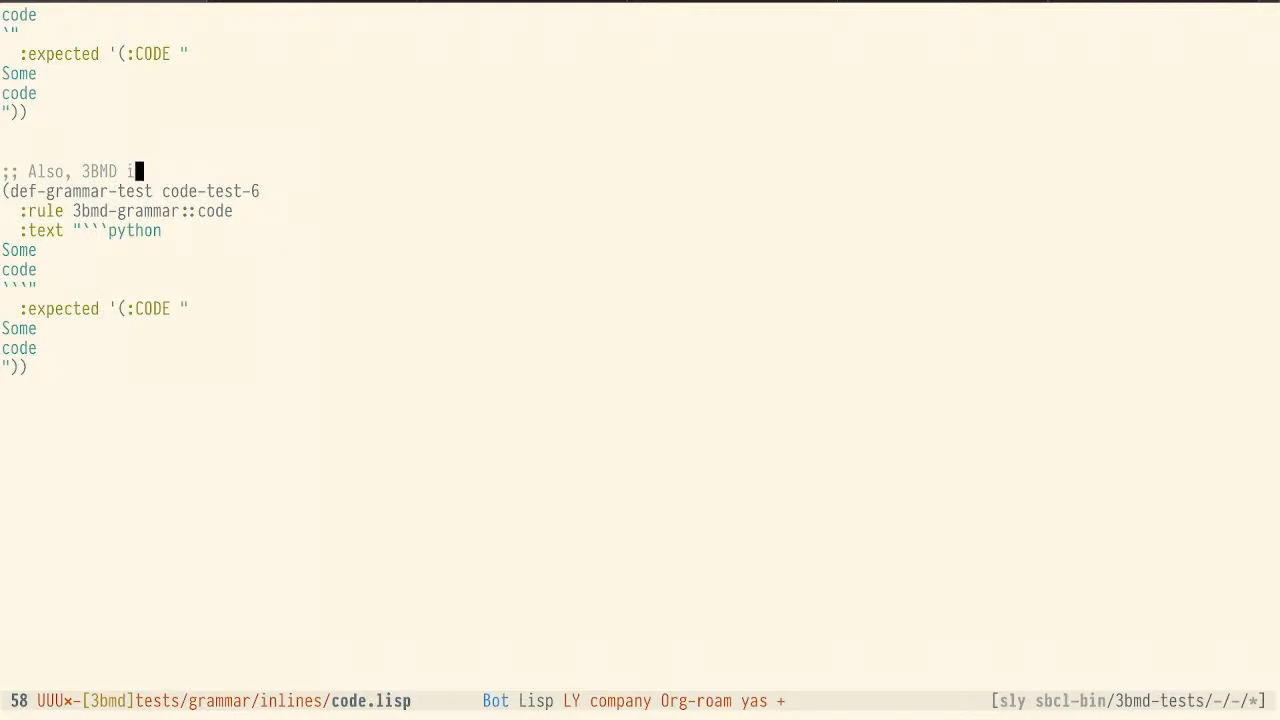 code
`"
  :expected '(:CODE "
Some
code
"))
;; Also, 3BMD i
(def-grammar-test code-test-6
  :rule 3bmd-grammar::code
  :text "```python
Some
code
```"
  :expected '(:CODE "
Some
code
"))
58 UUU×-[3bmd]tests/grammar/inlines/code.lisp Bot Lisp LY company Org-roam yas + [sly sbcl-bin/3bmd-tests/-/-/*]